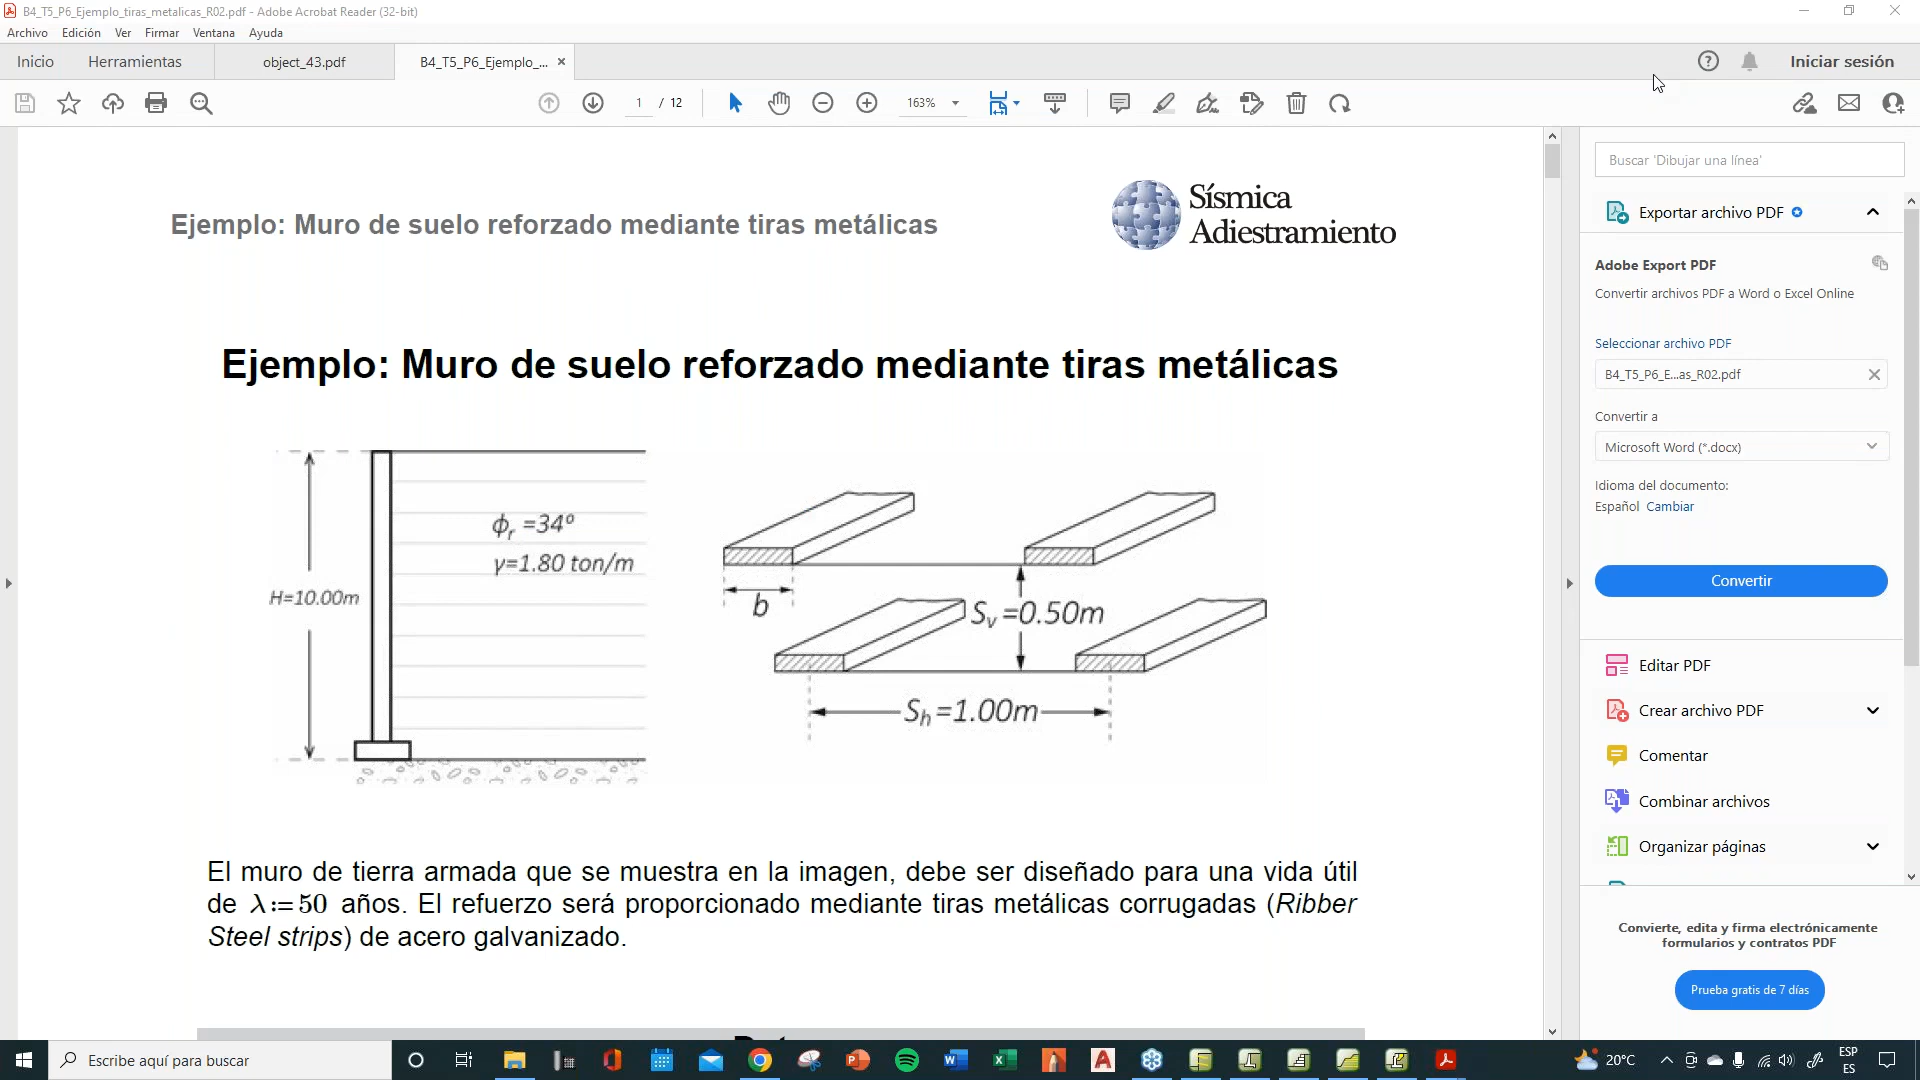 B4_T5_P6_Ejemplo_tiras_metalicas_R02.pdf - Adobe Acrobat Reader (32-bit)
Archivo Edición Ver Firmar Ventana Ayuda
Inicio Herramientas object_43.pdf B4_T5_P6_Ejemplo_... × Iniciar sesión
1 / 12 163%
Ejemplo: Muro de suelo reforzado mediante tiras metálicas
Sísmica
Adiestramiento
Ejemplo: Muro de suelo reforzado mediante tiras metálicas
H=10.00m
ϕr =34º
γ=1.80 ton/m
b
Sv =0.50m
Sh =1.00m
El muro de tierra armada que se muestra en la imagen, debe ser diseñado para una vida útil
de λ:=50 años. El refuerzo será proporcionado mediante tiras metálicas corrugadas (Ribber
Steel strips) de acero galvanizado.
Buscar 'Dibujar una línea'
Exportar archivo PDF
Adobe Export PDF
Convertir archivos PDF a Word o Excel Online
Seleccionar archivo PDF
B4_T5_P6_E...as_R02.pdf
Convertir a
Microsoft Word (*.docx)
Idioma del documento:
Español Cambiar
Convertir
Editar PDF
Crear archivo PDF
Comentar
Combinar archivos
Organizar páginas
Convierte, edita y firma electrónicamente
formularios y contratos PDF
Prueba gratis de 7 días
Escribe aquí para buscar
20°C
ESP
ES